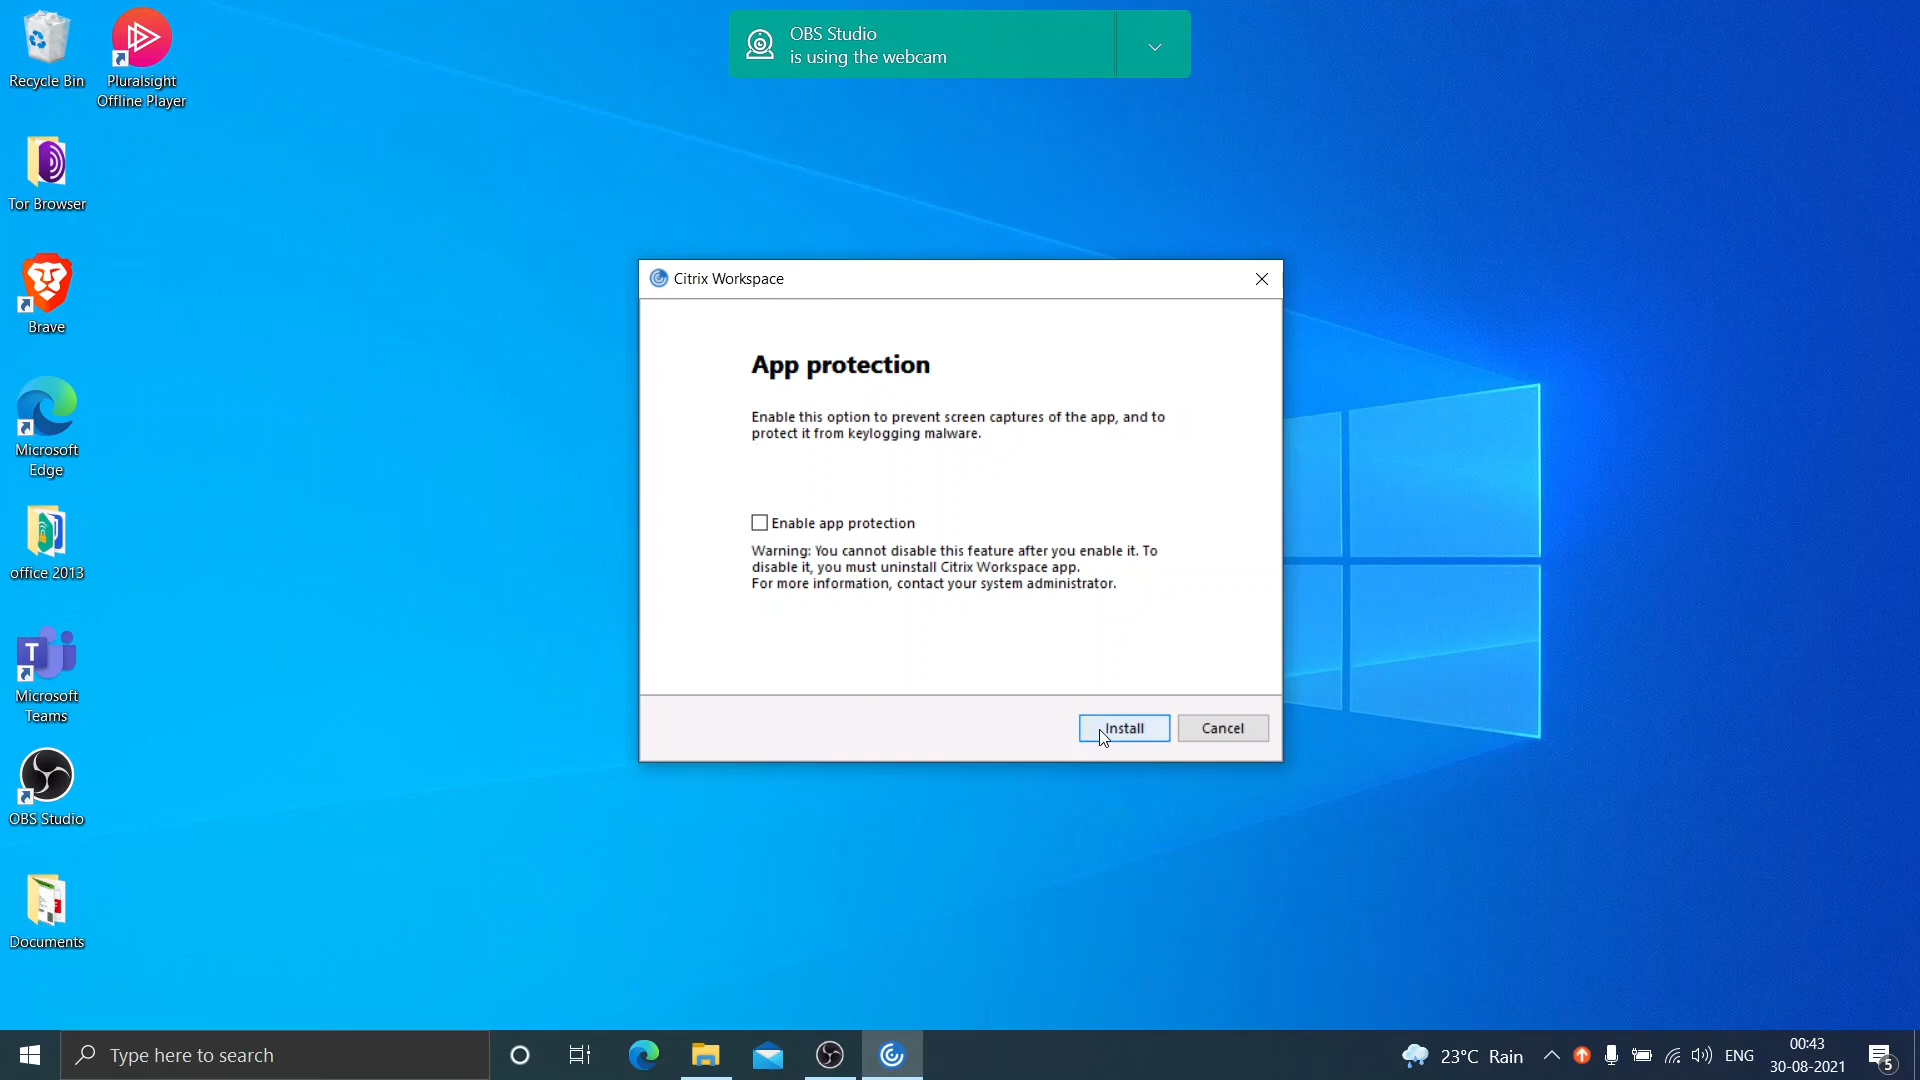 Recycle Bin
Pluralsight
Offline Player
Tor Browser
Brave
Microsoft
Edge
office 2013
T
Microsoft
Teams
OBS Studio
Documents
OBS Studio
is using the webcam
Citrix Workspace
App protection
Enable this option to prevent screen captures of the app, and to
protect it from keylogging malware.
Enable app protection
Warning: You cannot disable this feature after you enable it. To
disable it, you must uninstall Citrix Workspace app.
For more information, contact your system administrator.
Install
Cancel
Type here to search
23°C Rain
ENG
00:43
30-08-2021
5